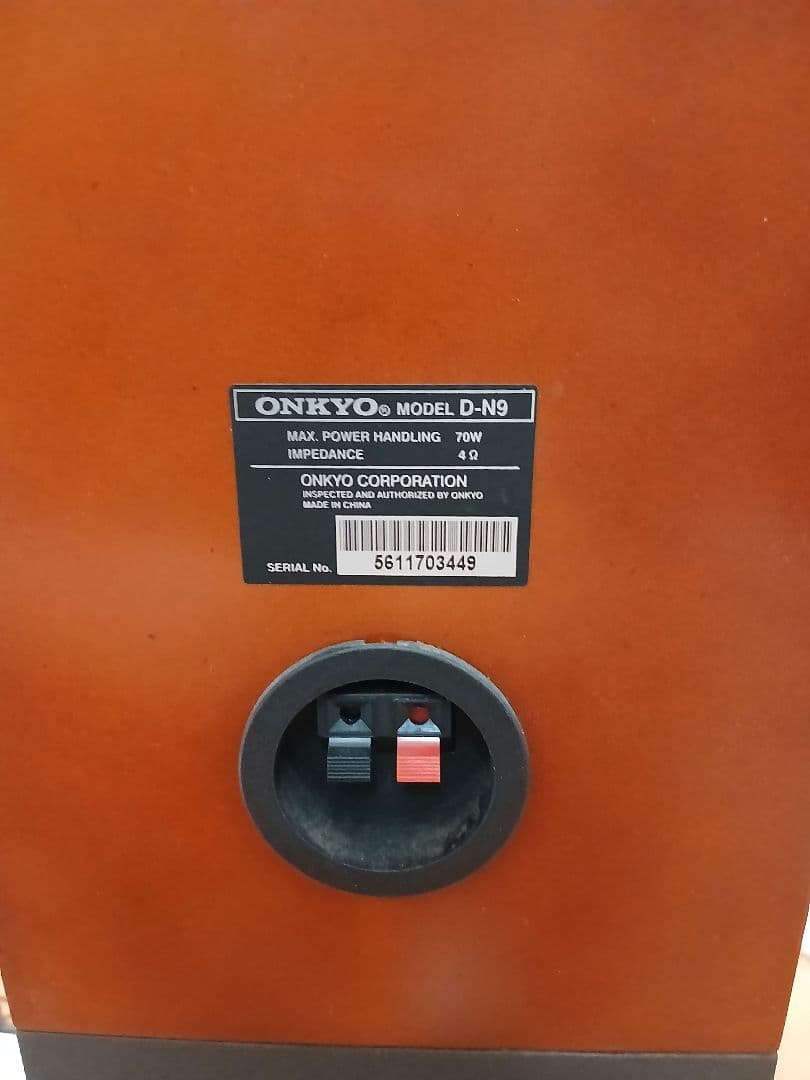 ONKYO® MODEL D-N9
MAX. POWER HANDLING 70W
IMPEDANCE 4 Ω
ONKYO CORPORATION
INSPECTED AND AUTHORIZED BY ONKYO
MADE IN CHINA
SERIAL No. 5611703449